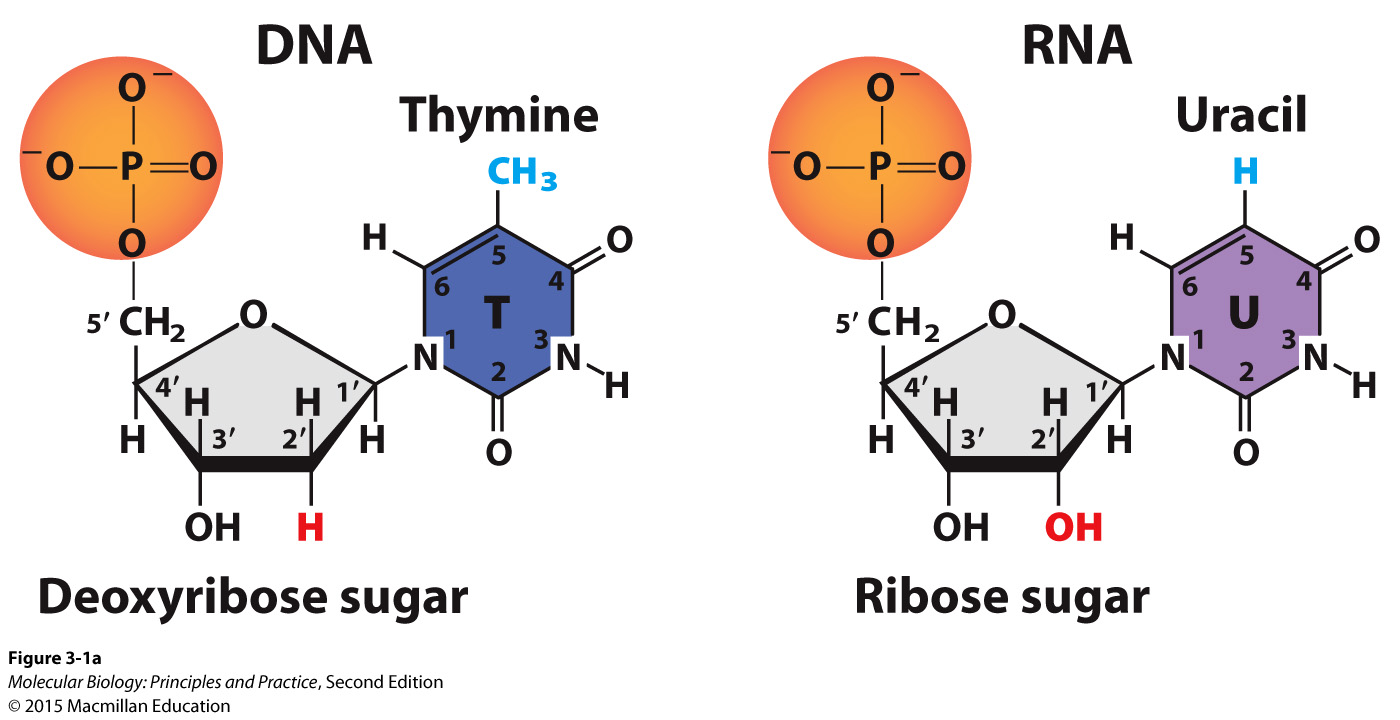 DNA
Thymine
CH3
O−
−O P O
O
5′ CH2
H
5
O
6
4
T
O
N
1
3
N
2
H
4′
H
H
1′
H
3′
2′
H
O
OH
H
Deoxyribose sugar
RNA
Uracil
H
O−
−O P O
O
5′ CH2
H
5
O
6
4
U
O
N
1
3
N
2
H
4′
H
H
1′
H
3′
2′
H
O
OH
OH
Ribose sugar
Figure 3-1a
Molecular Biology: Principles and Practice, Second Edition
© 2015 Macmillan Education